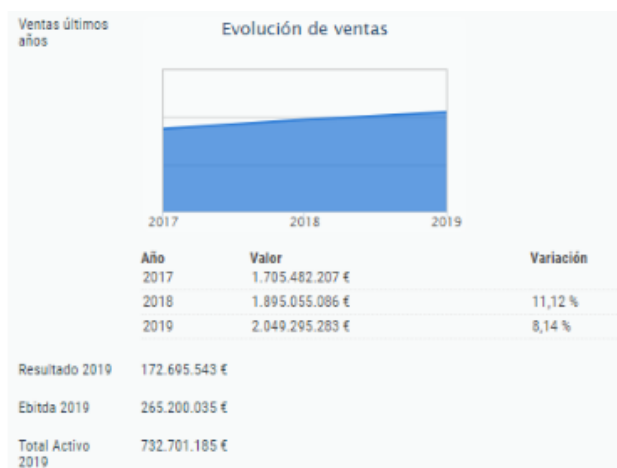 Ventas últimos
años
Evolución de ventas
2017 2018 2019
Año Valor Variación
2017 1.705.482.207 €
2018 1.895.055.086 € 11,12 %
2019 2.049.295.283 € 8,14 %
Resultado 2019 172.695.543 €
Ebitda 2019 265.200.035 €
Total Activo 732.701.185 €
2019